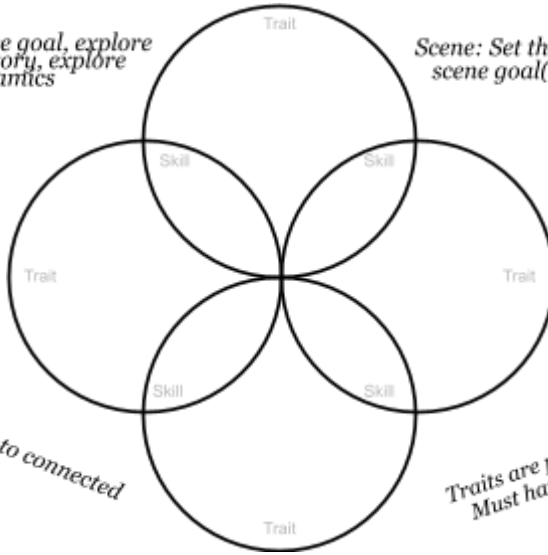 Trait
e goal, explore
ory, explore
amics
Scene: Set th
scene goal(
Skill
Skill
Trait
Trait
Skill
Skill
to connected
Traits are p
Must ha
Trait